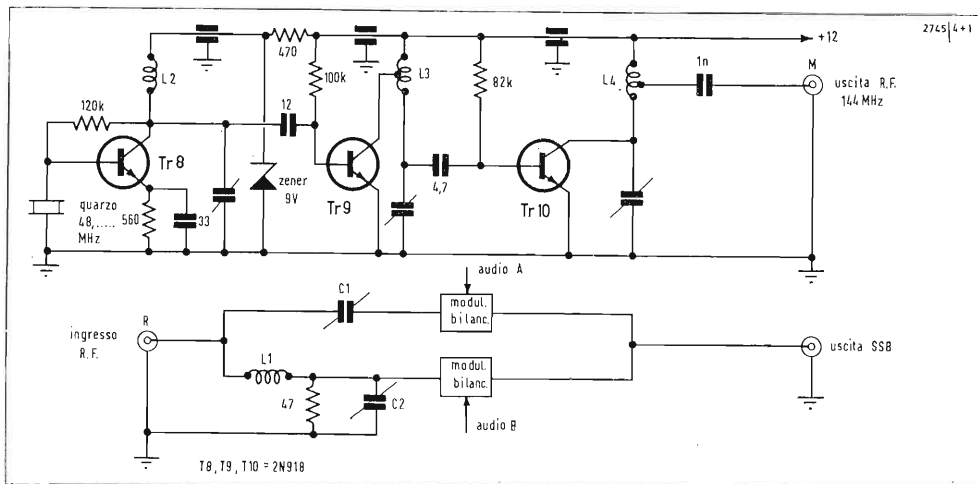 2745 | 4+1
+12
470
L2
100k
L3
82k
L4
1n
M
uscita R.F.
144 MHz
120k
12
Tr 8
zener
9V
4,7
Tr 9
Tr 10
quarzo
48,.....
MHz
560
33
audio A
C1
modul.
bilanc.
ingresso
R.F.
R
uscita SSB
L1
modul.
bilanc.
47
C2
audio B
T8, T9, T10 = 2N918